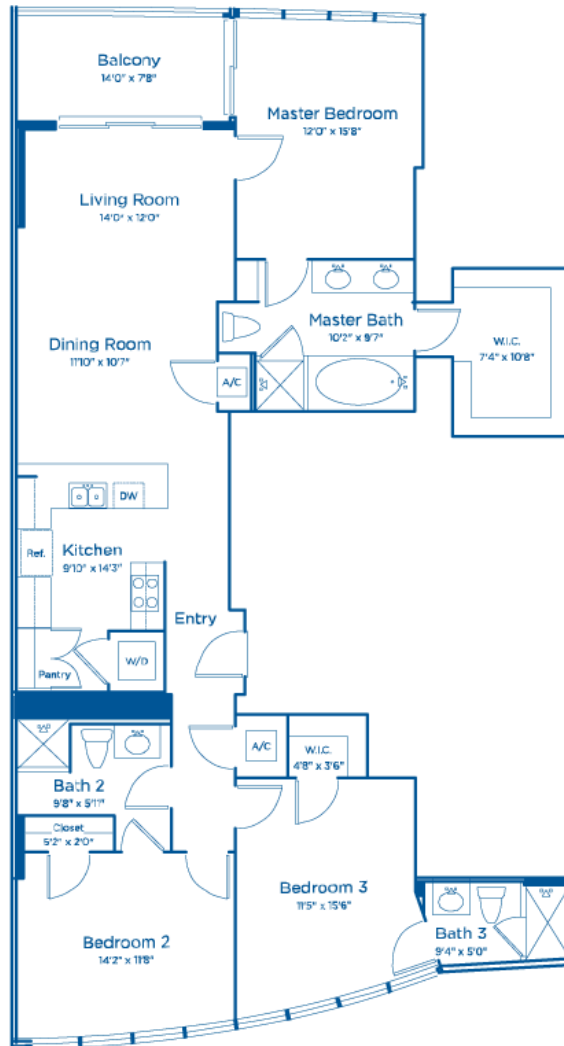 Balcony
14'0" x 7'8"
Master Bedroom
12'0" x 15'8"
Living Room
14'0" x 12'0"
Master Bath
10'2" x 9'7"
W.I.C.
7'4" x 10'8"
Dining Room
11'10" x 10'7"
A/C
DW
Ref.
Kitchen
9'10" x 14'3"
Entry
Pantry
W/D
A/C
W.I.C.
4'8" x 3'6"
Bath 2
9'8" x 5'11"
Closet
5'2" x 2'0"
Bedroom 3
11'5" x 15'6"
Bedroom 2
14'2" x 11'8"
Bath 3
9'4" x 5'0"